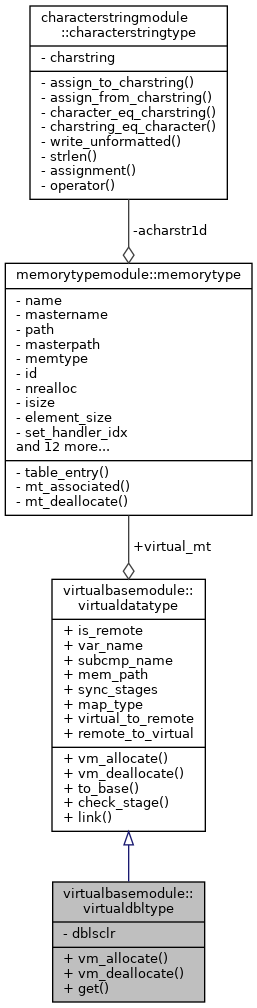 characterstringmodule
::characterstringtype
- charstring
- assign_to_charstring()
- assign_from_charstring()
- character_eq_charstring()
- charstring_eq_character()
- write_unformatted()
- strlen()
- assignment()
- operator()
-acharstr1d
memorytypemodule::memorytype
- name
- mastername
- path
- masterpath
- memtype
- id
- nrealloc
- isize
- element_size
- set_handler_idx
and 12 more...
- table_entry()
- mt_associated()
- mt_deallocate()
+virtual_mt
virtualbasemodule::
virtualdatatype
+ is_remote
+ var_name
+ subcmp_name
+ mem_path
+ sync_stages
+ map_type
+ virtual_to_remote
+ remote_to_virtual
+ vm_allocate()
+ vm_deallocate()
+ to_base()
+ check_stage()
+ link()
virtualbasemodule::
virtualdbltype
- dblsclr
+ vm_allocate()
+ vm_deallocate()
+ get()